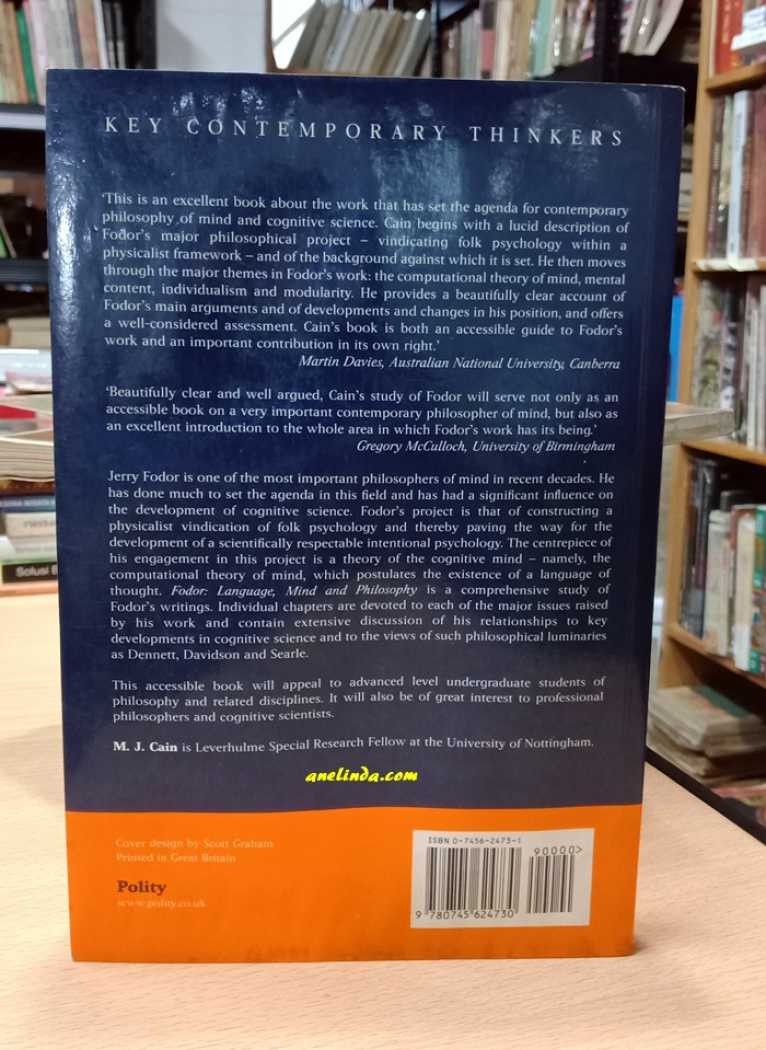 KEY CONTEMPORARY THINKERS
'This is an excellent book about the work that has set the agenda for contemporary
philosophy of mind and cognitive science. Cain begins with a lucid description of
Fodor's major philosophical project – vindicating folk psychology within a
physicalist framework – and of the background against which it is set. He then moves
through the major themes in Fodor's work: the computational theory of mind, mental
content, individualism and modularity. He provides a beautifully clear account of
Fodor's main arguments and of developments and changes in his position, and offers
a well-considered assessment. Cain's book is both an accessible guide to Fodor's
work and an important contribution in its own right.'
Martin Davies, Australian National University, Canberra
'Beautifully clear and well argued, Cain's study of Fodor will serve not only as an
accessible book on a very important contemporary philosopher of mind, but also as
an excellent introduction to the whole area in which Fodor's work has its being.'
Gregory McCulloch, University of Birmingham
Jerry Fodor is one of the most important philosophers of mind in recent decades. He
has done much to set the agenda in this field and has had a significant influence on
the development of cognitive science. Fodor's project is that of constructing a
physicalist vindication of folk psychology and thereby paving the way for the
development of a scientifically respectable intentional psychology. The centrepiece of
his engagement in this project is a theory of the cognitive mind – namely, the
computational theory of mind, which postulates the existence of a language of
thought. Fodor: Language, Mind and Philosophy is a comprehensive study of
Fodor's writings. Individual chapters are devoted to each of the major issues raised
by his work and contain extensive discussion of his relationships to key
developments in cognitive science and to the views of such philosophical luminaries
as Dennett, Davidson and Searle.
This accessible book will appeal to advanced level undergraduate students of
philosophy and related disciplines. It will also be of great interest to professional
philosophers and cognitive scientists.
M. J. Cain is Leverhulme Special Research Fellow at the University of Nottingham.
anelinda.com
Cover design by Scott Graham
Printed in Great Britain
Polity
www.polity.co.uk
ISBN 0-7456-2473-1
90000>
9 780745 624730
Solusi